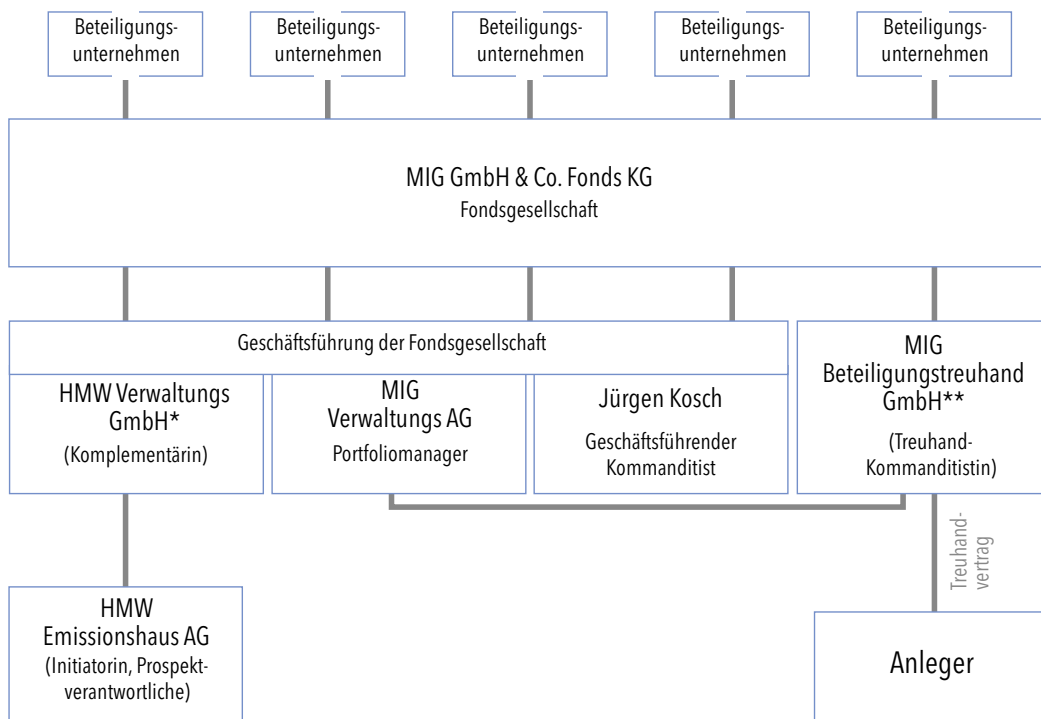 Beteiligungs-
unternehmen
Beteiligungs-
unternehmen
Beteiligungs-
unternehmen
Beteiligungs-
unternehmen
Beteiligungs-
unternehmen
MIG GmbH & Co. Fonds KG
Fondsgesellschaft
Geschäftsführung der Fondsgesellschaft
HMW Verwaltungs
GmbH*
(Komplementärin)
MIG
Verwaltungs AG
Portfoliomanager
Jürgen Kosch
Geschäftsführender
Kommanditist
MIG
Beteiligungstreuhand
GmbH**
(Treuhand-
Kommanditistin)
Treuhand-
vertrag
HMW
Emissionshaus AG
(Initiatorin, Prospekt-
verantwortliche)
Anleger